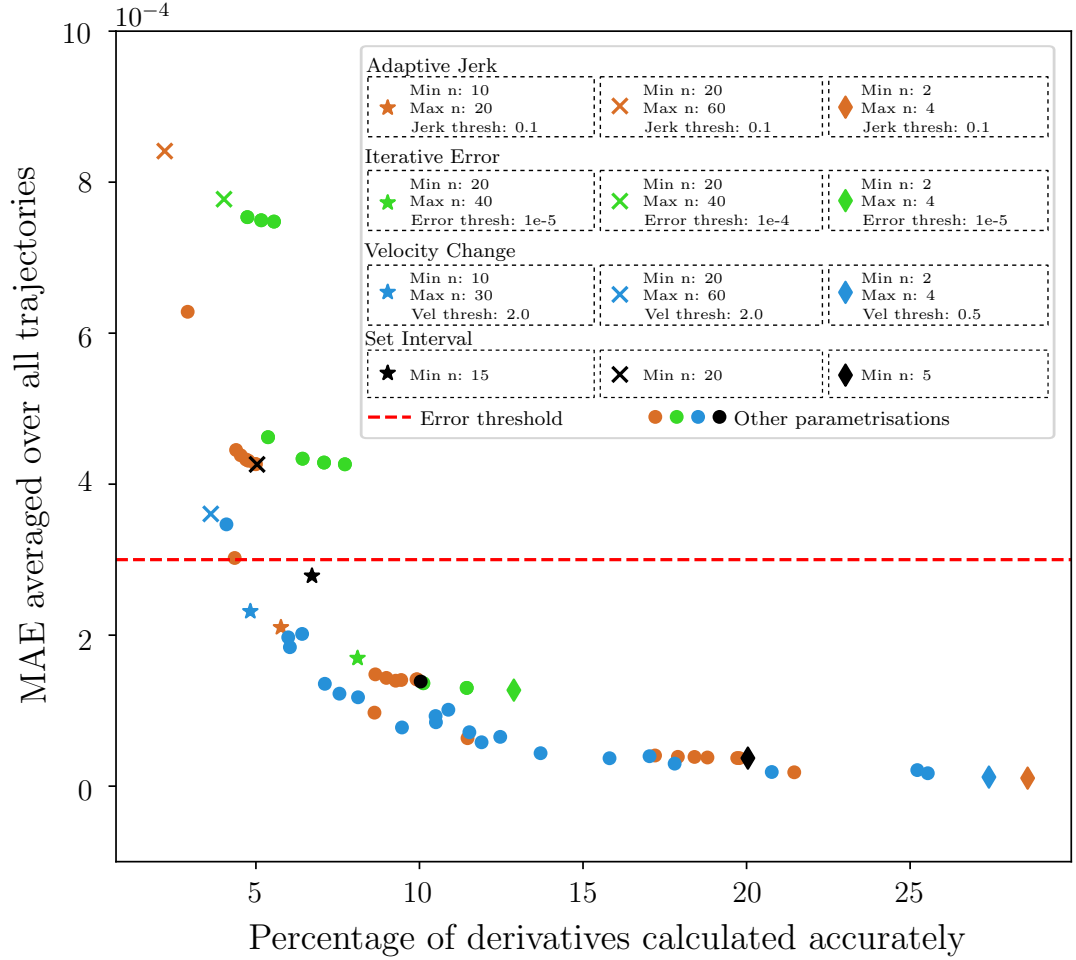 10⁻⁴
10
8
6
4
2
0
MAE averaged over all trajectories
Adaptive Jerk
Min n: 10
Max n: 20
Jerk thresh: 0.1
Min n: 20
Max n: 60
Jerk thresh: 0.1
Min n: 2
Max n: 4
Jerk thresh: 0.1
Iterative Error
Min n: 20
Max n: 40
Error thresh: 1e-5
Min n: 20
Max n: 40
Error thresh: 1e-4
Min n: 2
Max n: 4
Error thresh: 1e-5
Velocity Change
Min n: 10
Max n: 30
Vel thresh: 2.0
Min n: 20
Max n: 60
Vel thresh: 2.0
Min n: 2
Max n: 4
Vel thresh: 0.5
Set Interval
Min n: 15
Min n: 20
Min n: 5
Error threshold
Other parametrisations
5
10
15
20
25
Percentage of derivatives calculated accurately